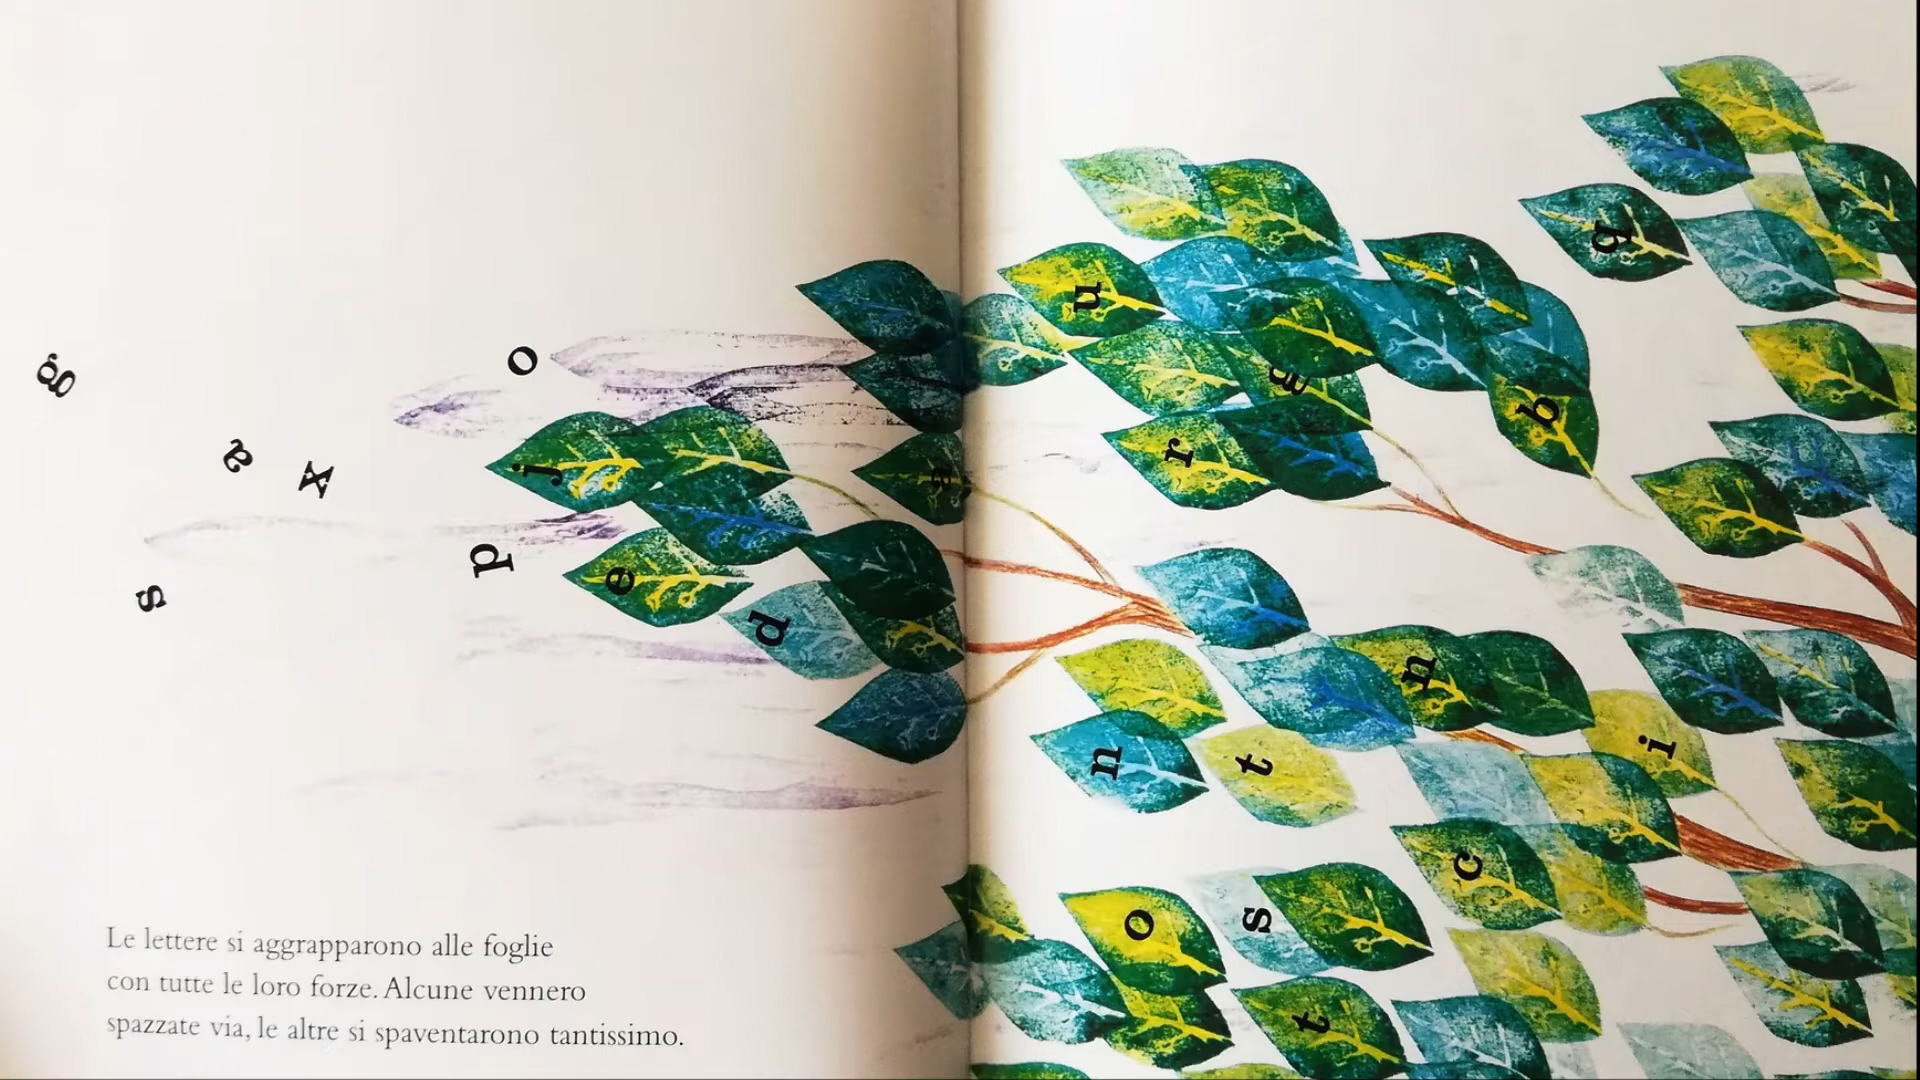 g
o
a
x
s
p
j
e
d
a
u
g
r
b
q
n
n
t
i
c
o
s
t
Le lettere si aggrapparono alle foglie
con tutte le loro forze. Alcune vennero
spazzate via, le altre si spaventarono tantissimo.